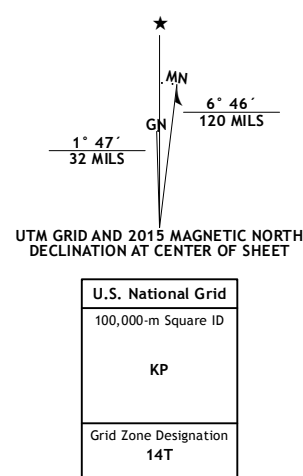 ★
MN
GN
6° 46´
120 MILS
1° 47´
32 MILS
UTM GRID AND 2015 MAGNETIC NORTH
DECLINATION AT CENTER OF SHEET
U.S. National Grid
100,000-m Square ID
KP
Grid Zone Designation
14T